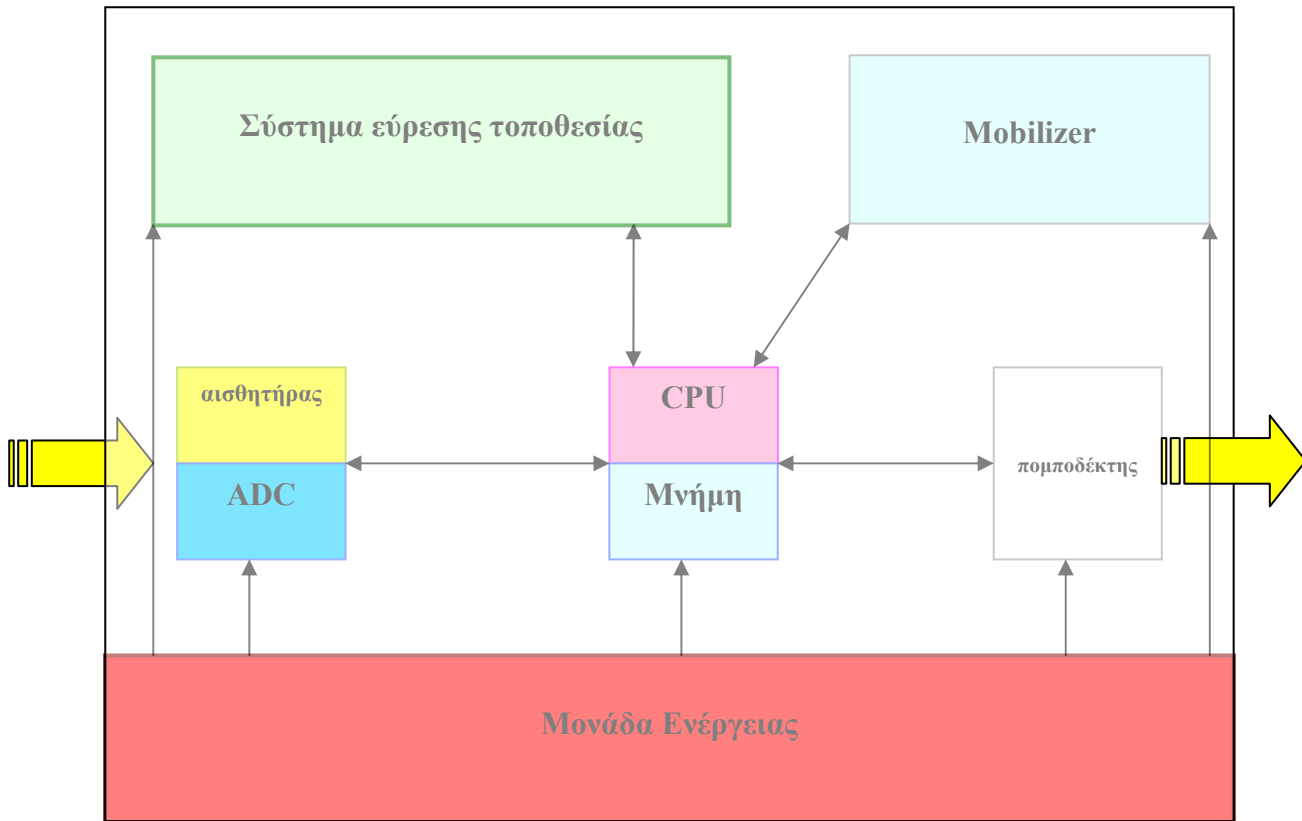 Σύστημα εύρεσης τοποθεσίας
Mobilizer
αισθητήρας
CPU
πομποδέκτης
ADC
Μνήμη
Μονάδα Ενέργειας